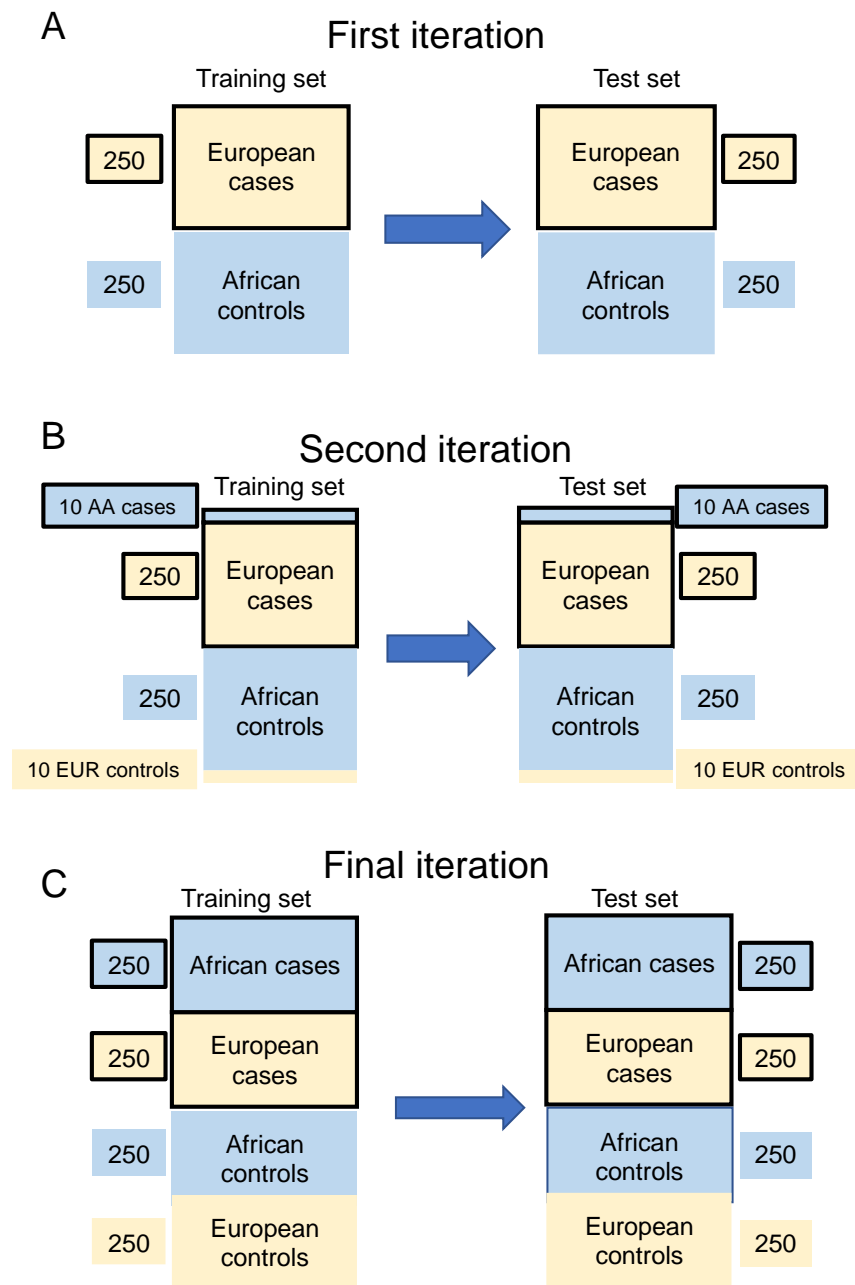 A
First iteration
Training set
Test set
250
European
cases
European
cases
250
250
African
controls
African
controls
250
B
Second iteration
Training set
Test set
10 AA cases
10 AA cases
250
European
cases
European
cases
250
250
African
controls
African
controls
250
10 EUR controls
10 EUR controls
C
Final iteration
Training set
Test set
250
African cases
African cases
250
250
European
cases
European
cases
250
250
African
controls
African
controls
250
250
European
controls
European
controls
250